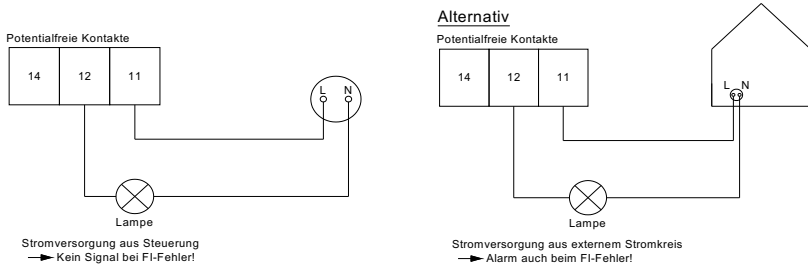 Potentialfreie Kontakte
14 12 11
L N
Lampe
Stromversorgung aus Steuerung
Kein Signal bei FI-Fehler!
Alternativ
Potentialfreie Kontakte
14 12 11
L N
Lampe
Stromversorgung aus externem Stromkreis
Alarm auch beim FI-Fehler!